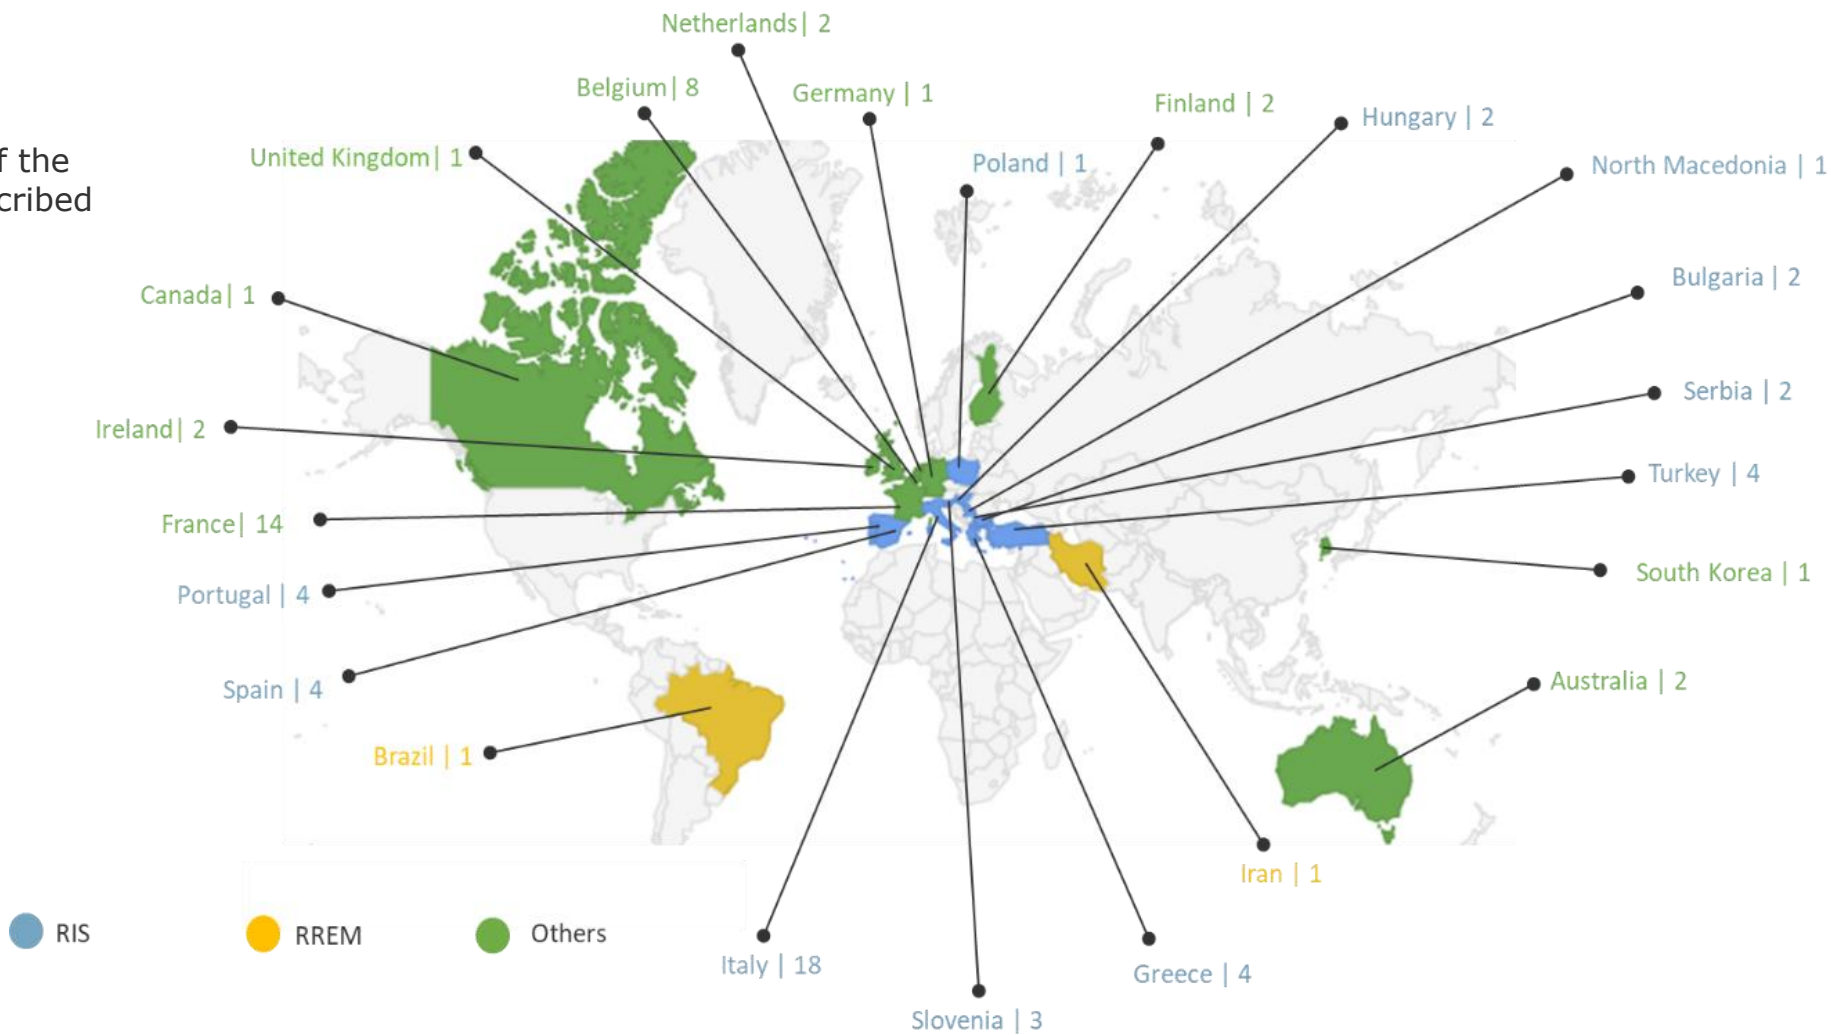 Netherlands| 2
Belgium| 8
Germany | 1
Finland | 2
Hungary | 2
f the
cribed
United Kingdom| 1
Poland | 1
North Macedonia | 1
Bulgaria | 2
Canada| 1
Serbia | 2
Ireland| 2
Turkey | 4
France| 14
South Korea | 1
Portugal | 4
Spain | 4
Australia | 2
Brazil | 1
Iran | 1
RIS
RREM
Others
Italy | 18
Greece | 4
Slovenia | 3